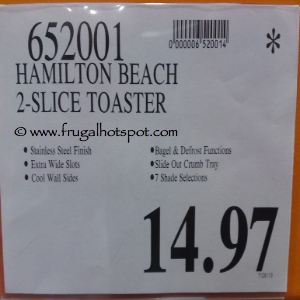 652001
0000006520014
*
HAMILTON BEACH
2-SLICE TOASTER
© www.frugalhotspot.com
• Stainless Steel Finish
• Extra Wide Slots
• Cool Wall Sides
• Bagel & Defrost Functions
• Slide Out Crumb Tray
• 7 Shade Selections
14.97